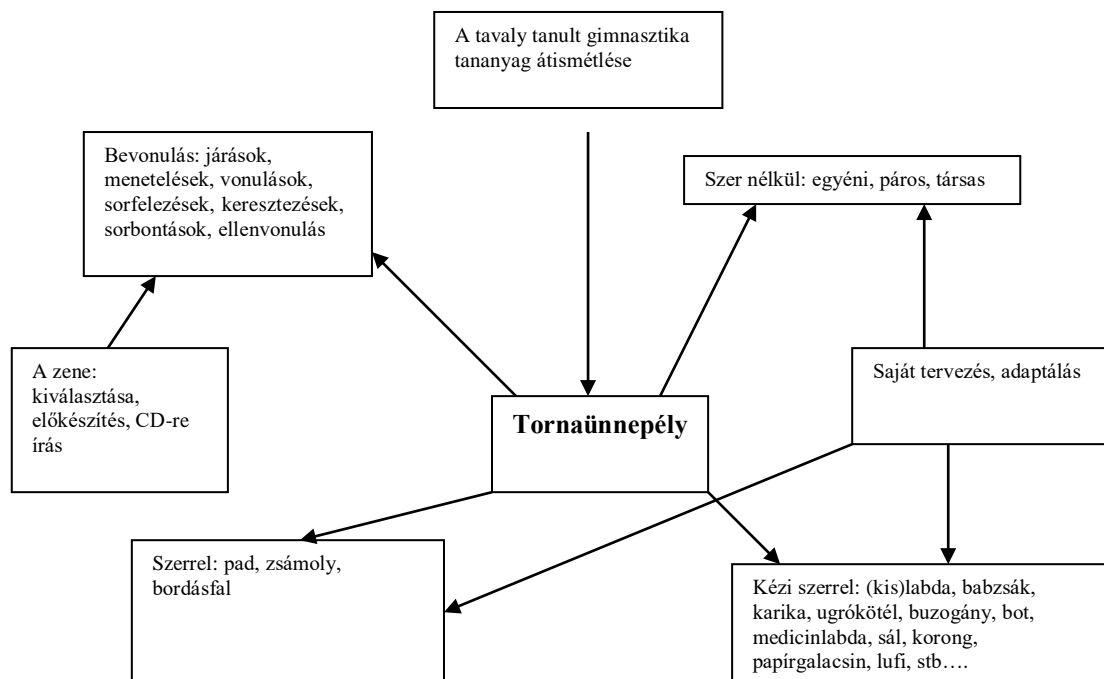 A tavaly tanult gimnasztika
tananyag átismétlése
Bevonulás: járások,
menetelések, vonulások,
sorfelezések, keresztezések,
sorbontások, ellenvonulás
Szer nélkül: egyéni, páros, társas
A zene:
kiválasztása,
előkészítés, CD-re
írás
Saját tervezés, adaptálás
Tornaünnepély
Szerrel: pad, zsámoly,
bordásfal
Kézi szerrel: (kis)labda, babzsák,
karika, ugrókötél, buzogány, bot,
medicinlabda, sál, korong,
papírgalacsin, lufi, stb….